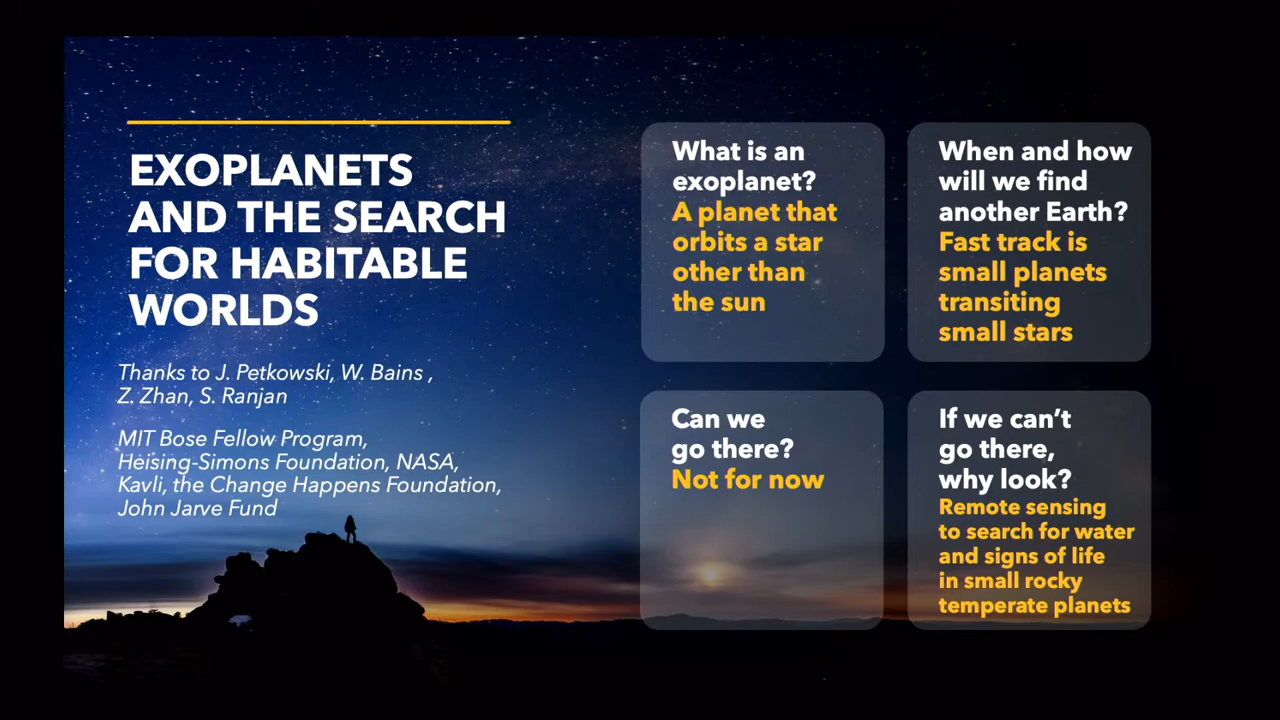 EXOPLANETS
AND THE SEARCH
FOR HABITABLE
WORLDS
Thanks to J. Petkowski, W. Bains ,
Z. Zhan, S. Ranjan
MIT Bose Fellow Program,
Heising-Simons Foundation, NASA,
Kavli, the Change Happens Foundation,
John Jarve Fund
What is an
exoplanet?
A planet that
orbits a star
other than
the sun
When and how
will we find
another Earth?
Fast track is
small planets
transiting
small stars
Can we
go there?
Not for now
If we can’t
go there,
why look?
Remote sensing
to search for water
and signs of life
in small rocky
temperate planets